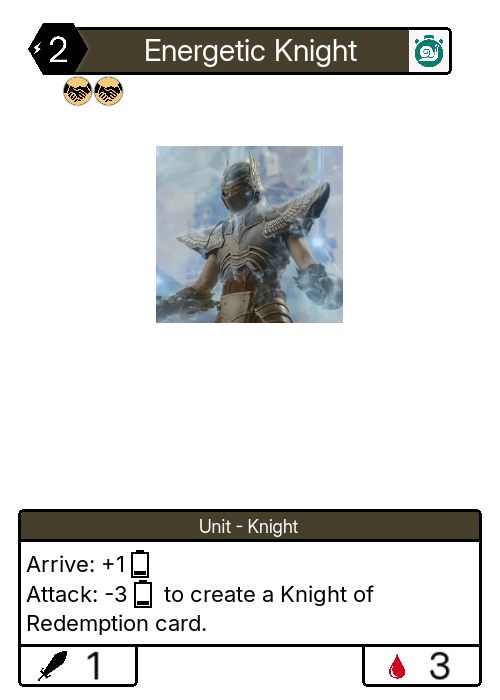 2
Energetic Knight
Unit - Knight
Arrive: +1
Attack: -3 to create a Knight of
Redemption card.
1
3